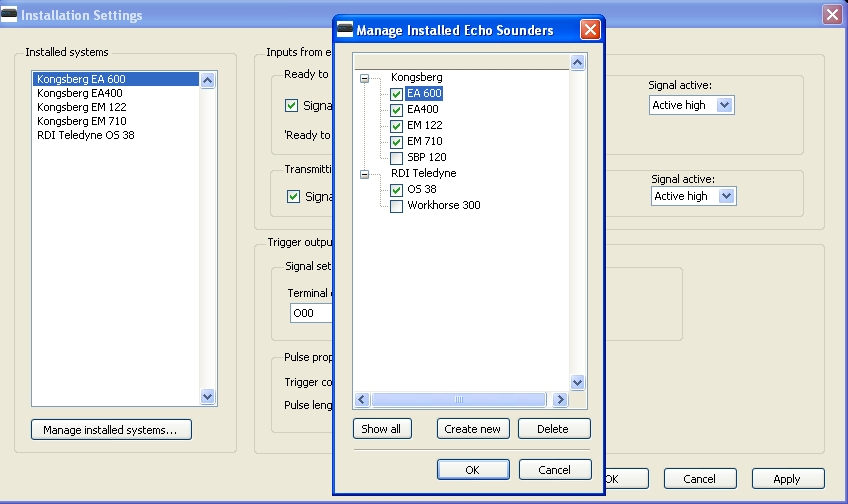 Installation Settings
Installed systems
Kongsberg EA 600
Kongsberg EA400
Kongsberg EM 122
Kongsberg EM 710
RDI Teledyne OS 38
Manage installed systems...
Inputs from
Ready to
Signa
'Ready to
Transmitti
Signa
Trigger outpu
Signal set
Terminal
O00
Pulse prop
Trigger co
Pulse leng
Manage Installed Echo Sounders
Kongsberg
EA 600
EA400
EM 122
EM 710
SBP 120
RDI Teledyne
OS 38
Workhorse 300
Show all
Create new
Delete
OK
Cancel
Signal active:
Active high
Signal active:
Active high
OK
Cancel
Apply